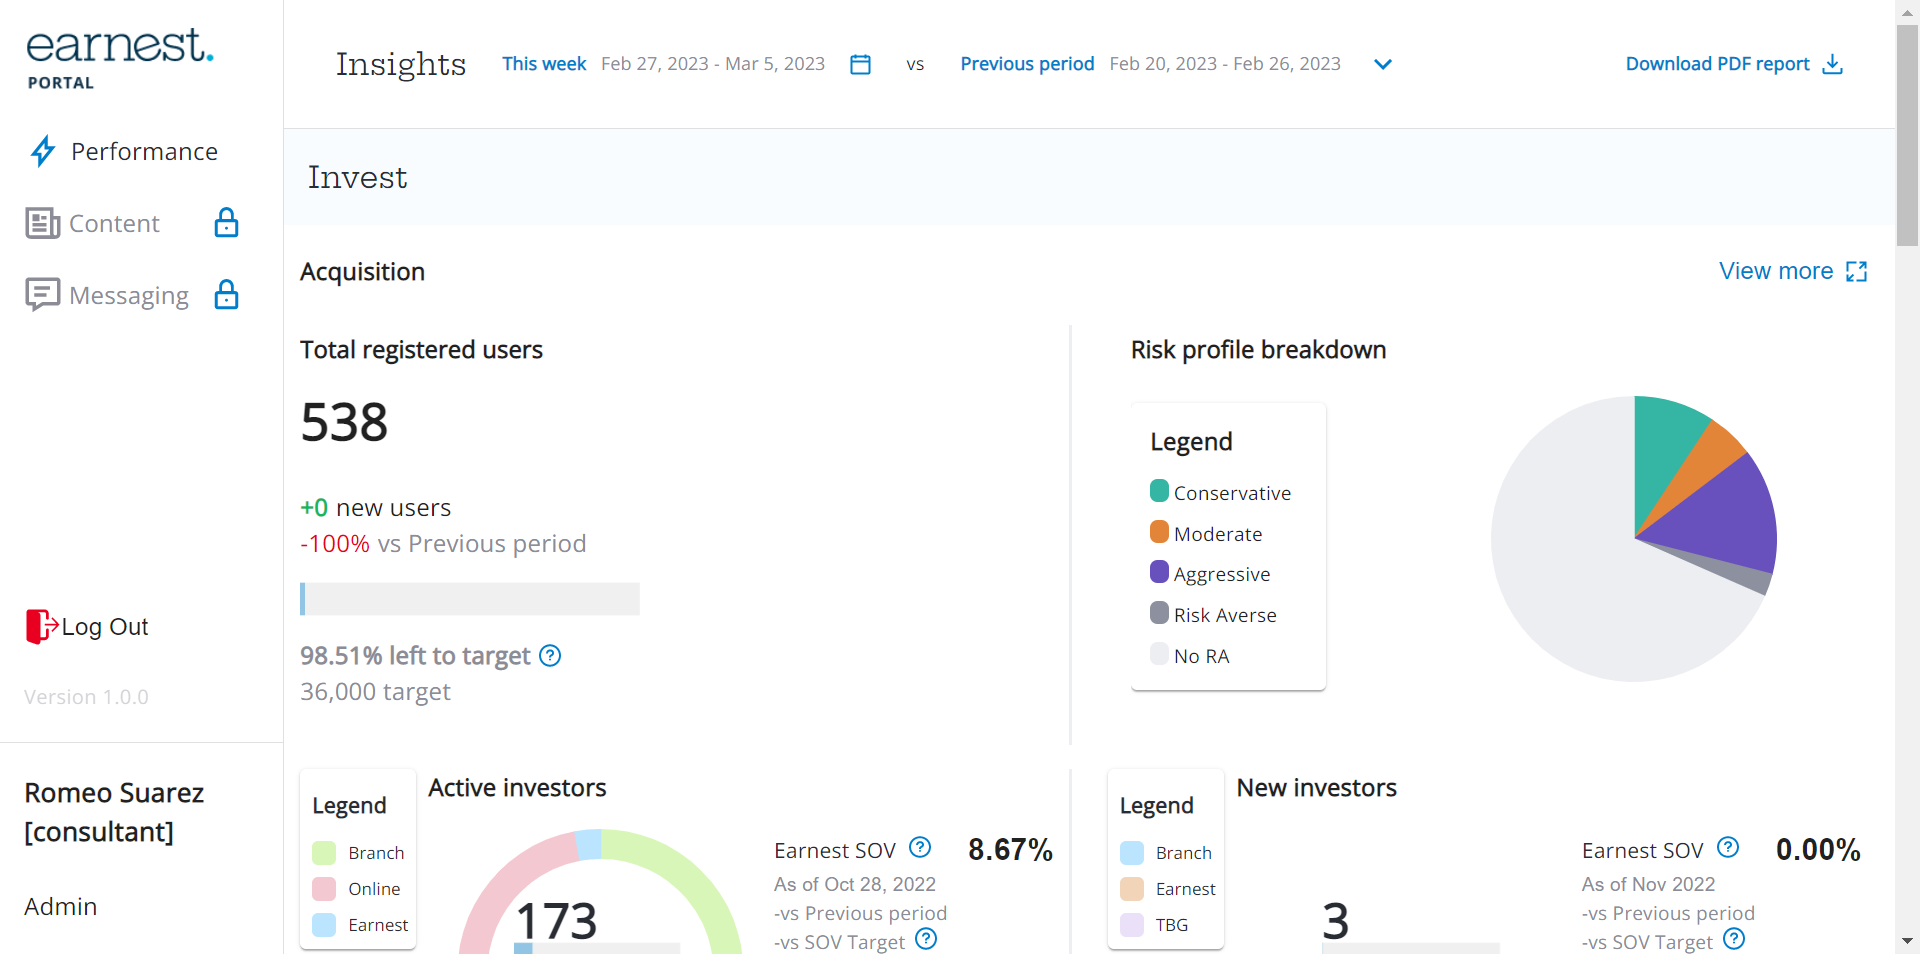 earnest.
PORTAL
Performance
Content
Messaging
Log Out
Version 1.0.0
Romeo Suarez
[consultant]
Admin
Insights This week Feb 27, 2023 - Mar 5, 2023 vs Previous period Feb 20, 2023 - Feb 26, 2023 Download PDF report
Invest
Acquisition View more
Total registered users
538
+0 new users
-100% vs Previous period
98.51% left to target ?
36,000 target
Risk profile breakdown
Legend
Conservative
Moderate
Aggressive
Risk Averse
No RA
Legend
Branch
Online
Earnest
Active investors
173
Earnest SOV ? 8.67%
As of Oct 28, 2022
-vs Previous period
-vs SOV Target ?
Legend
Branch
Earnest
TBG
New investors
3
Earnest SOV ? 0.00%
As of Nov 2022
-vs Previous period
-vs SOV Target ?